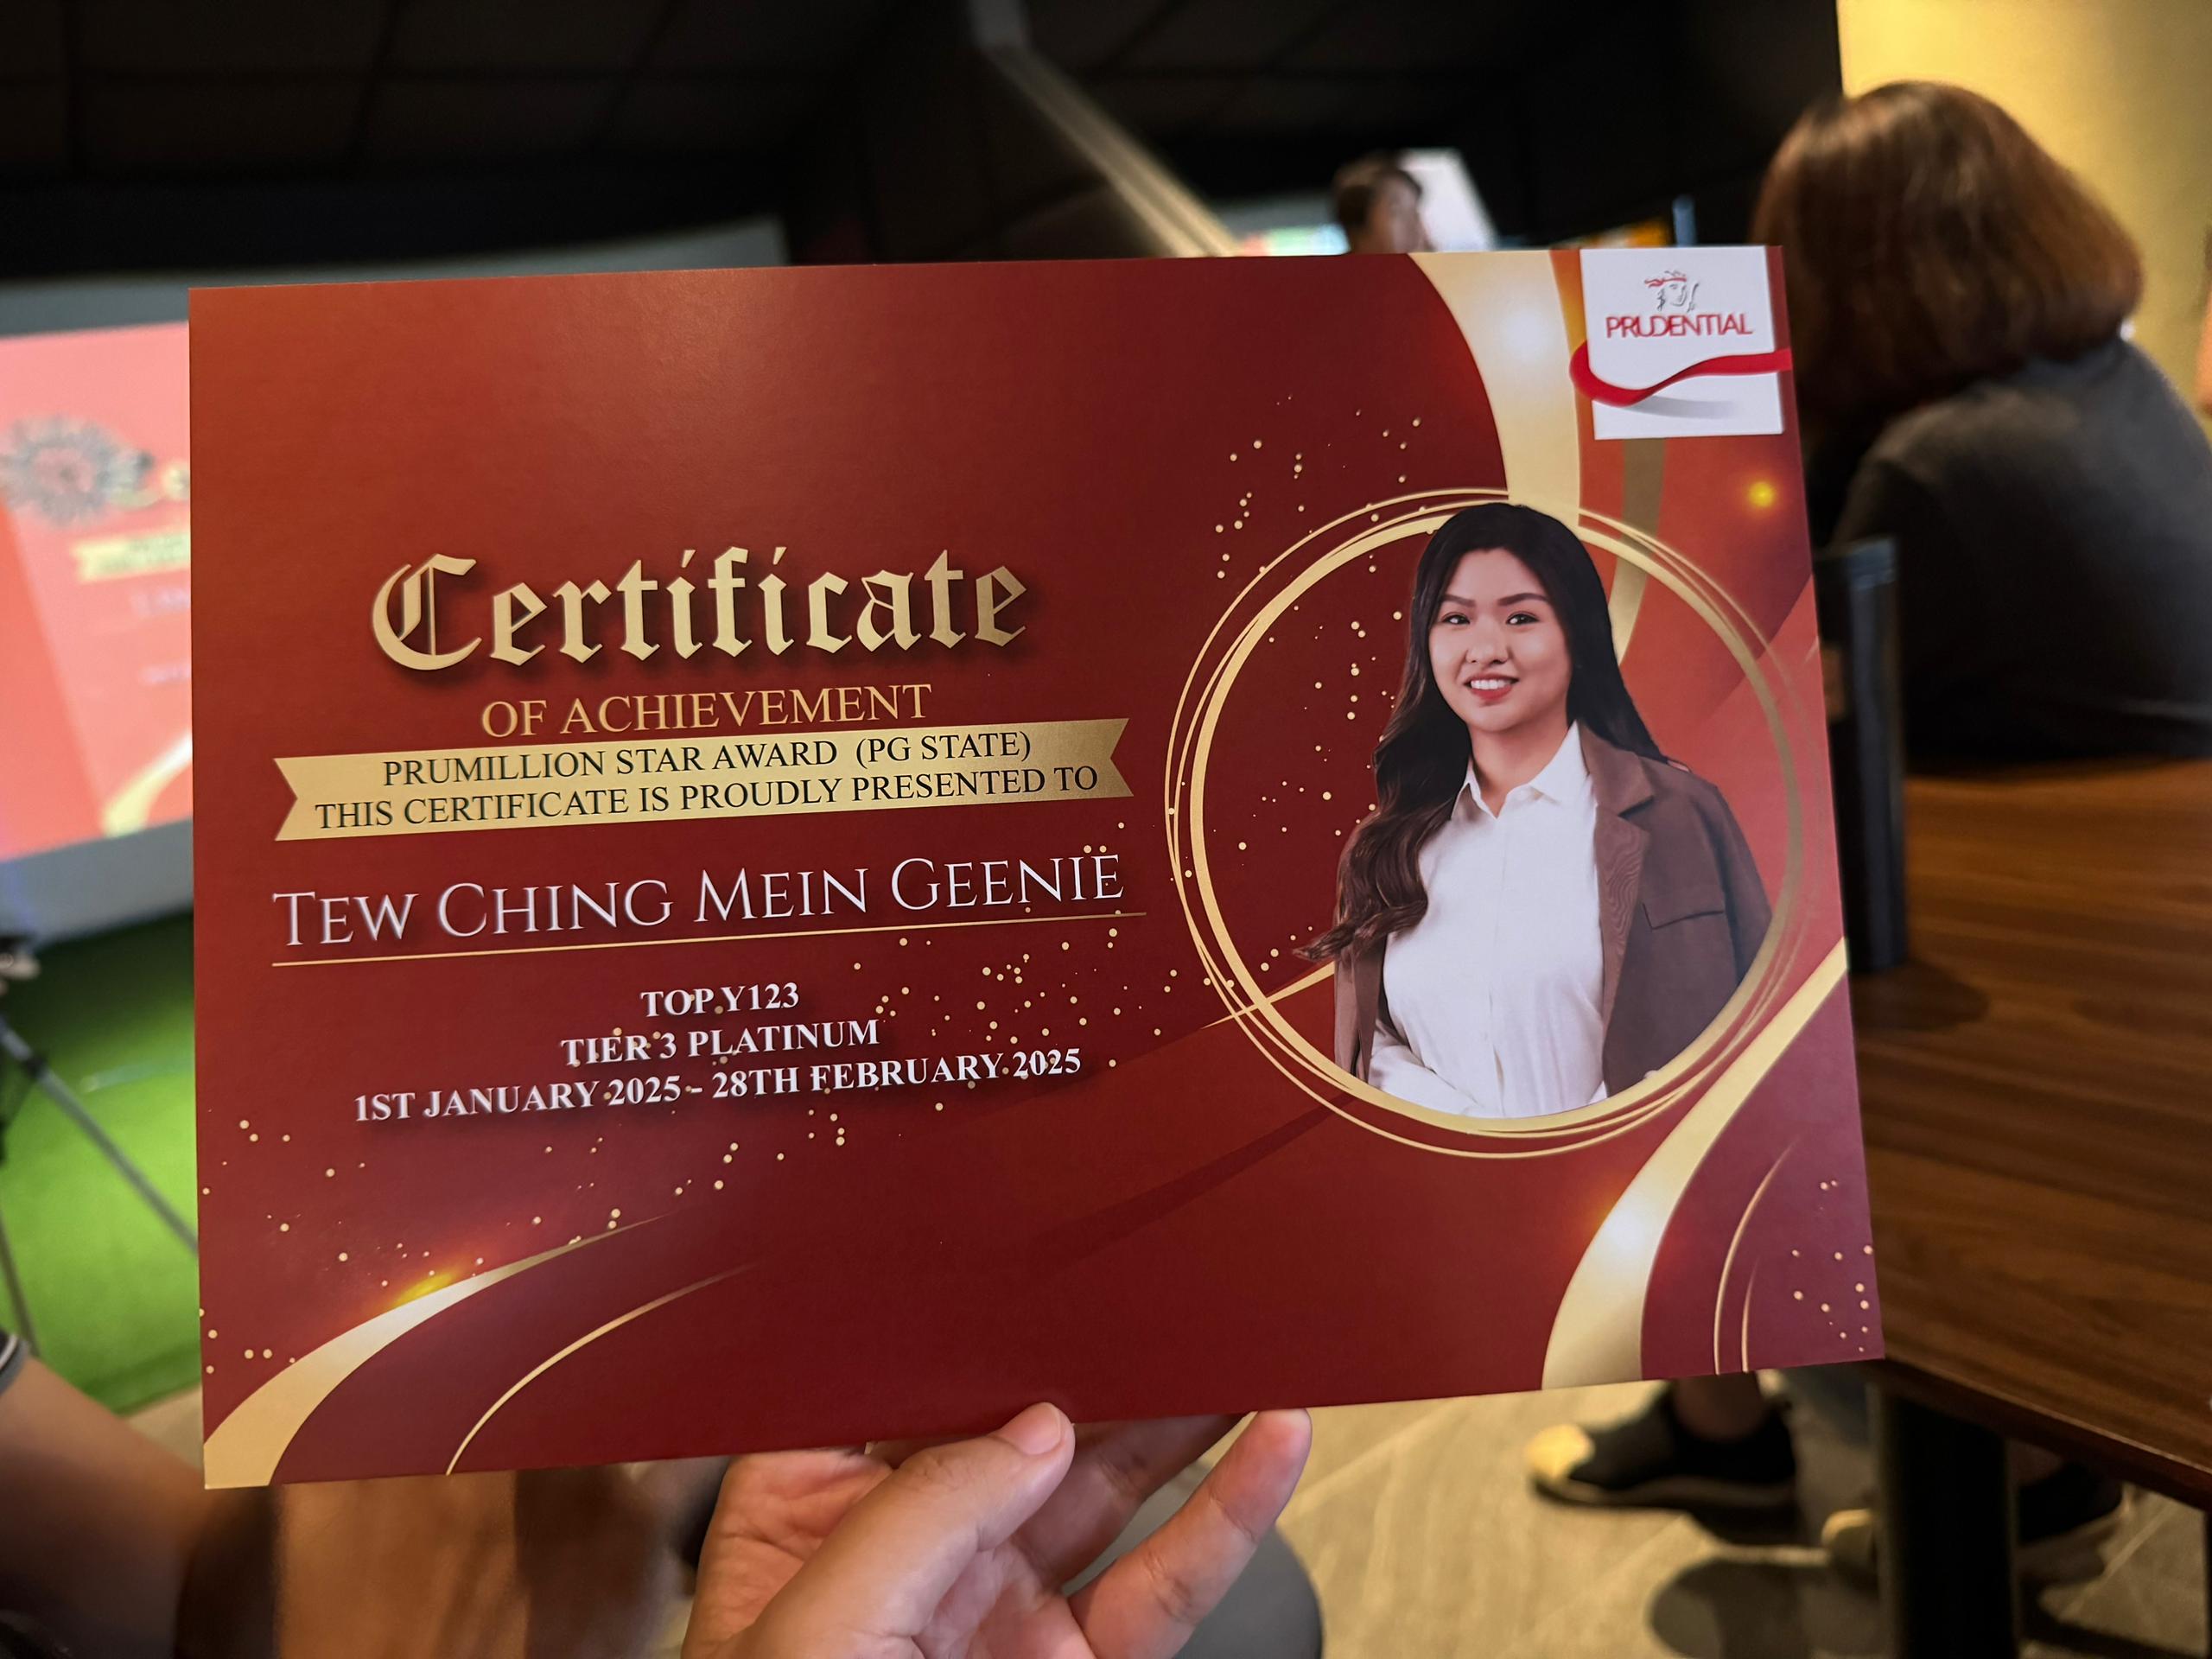 PRUDENTIAL
Certificate
OF ACHIEVEMENT
PRUMILLION STAR AWARD (PG STATE)
THIS CERTIFICATE IS PROUDLY PRESENTED TO
TEW CHING MEIN GEENIE
TOP Y123
TIER 3 PLATINUM
1ST JANUARY 2025 - 28TH FEBRUARY 2025